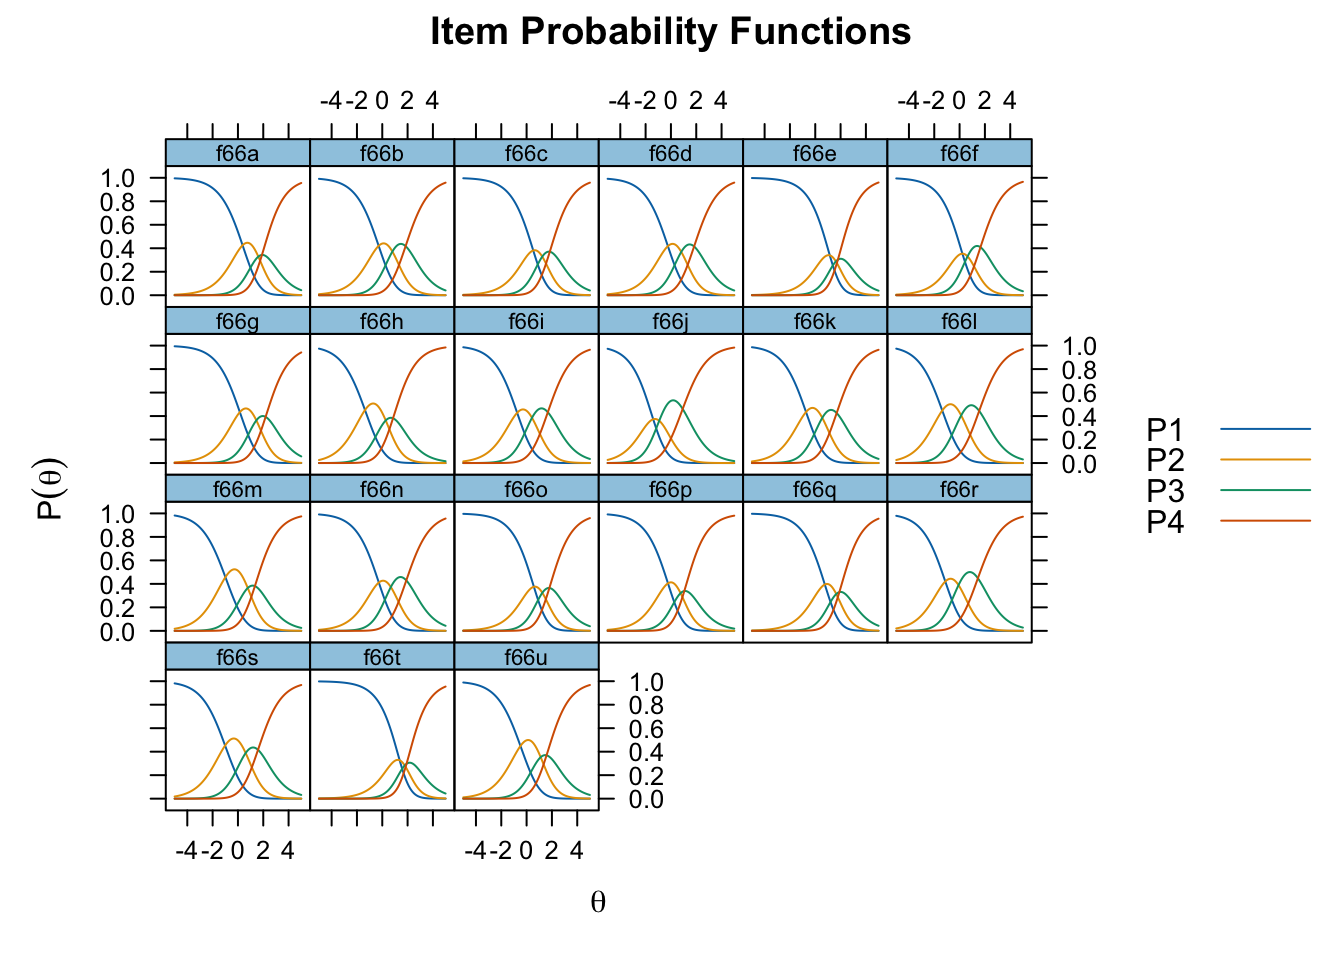 Item Probability Functions
-4 -2 0 2 4 -4 -2 0 2 4 -4 -2 0 2 4
f66a f66b f66c f66d f66e f66f
1.0
0.8
0.6
0.4
0.2
0.0
f66g f66h f66i f66j f66k f66l
1.0
0.8
0.6
0.4
0.2
0.0
P1
P2
P3
P4
P(θ)
f66m f66n f66o f66p f66q f66r
1.0
0.8
0.6
0.4
0.2
0.0
f66s f66t f66u
1.0
0.8
0.6
0.4
0.2
0.0
-4 -2 0 2 4 -4 -2 0 2 4
θ